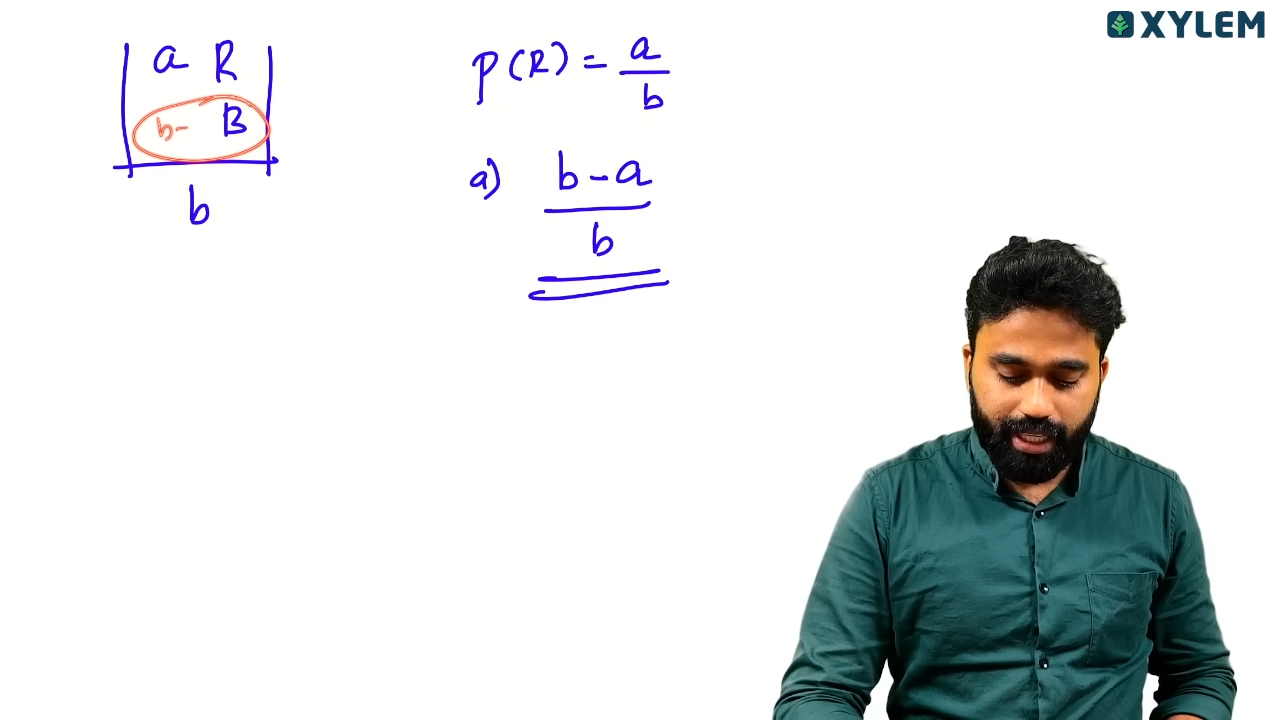 XYLEM
a R
b- B
b
P(R) = a/b
a) b-a/b